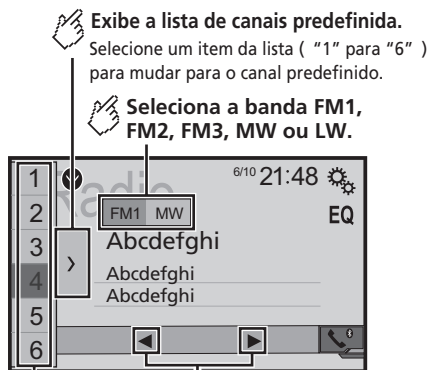 Exibe a lista de canais predefinida.
Selecione um item da lista ( “1” para “6” )
para mudar para o canal predefinido.
Seleciona a banda FM1,
FM2, FM3, MW ou LW.
Radio
6/10 21:48
1
2
3
4
5
6
FM1 MW
EQ
Abcdefghi
Abcdefghi
Abcdefghi